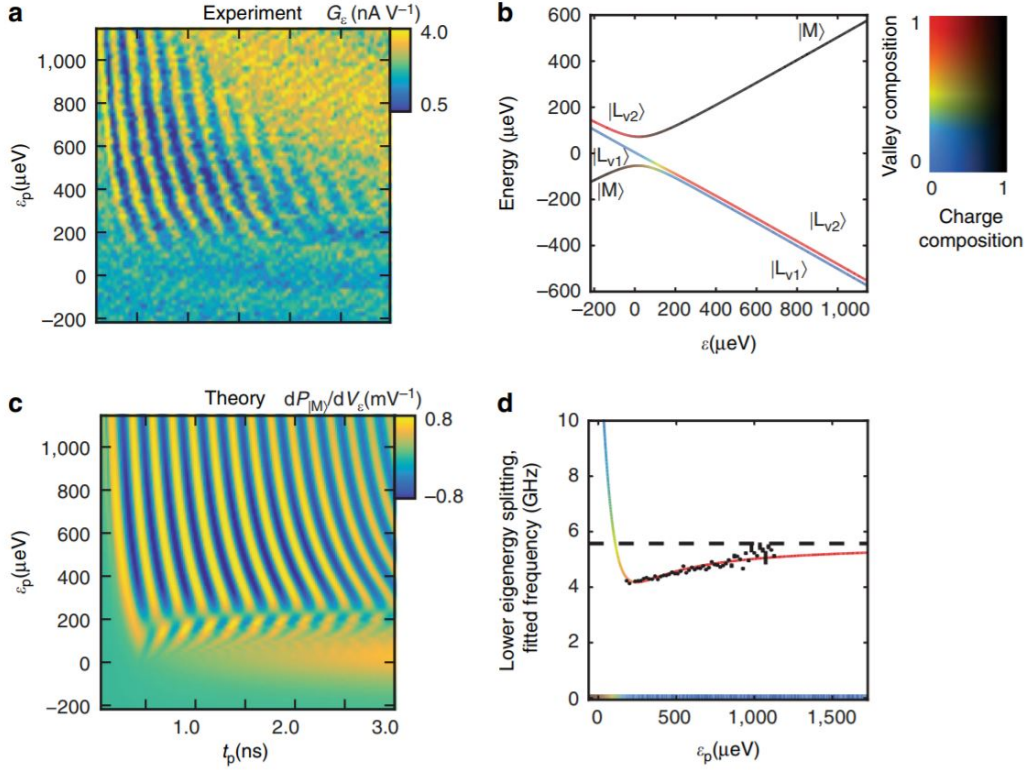 a
Experiment
Gε (nA V⁻¹)
4.0
0.5
1,000
800
600
400
200
0
−200
εp(μeV)
b
600
400
200
0
−200
−400
−600
Energy (μeV)
|M⟩
|Lv2⟩
|Lv1⟩
|M⟩
|Lv2⟩
|Lv1⟩
−200 0 200 400 600 800 1,000
ε(μeV)
1
0
Valley composition
0 1
Charge
composition
c
Theory
dP|M⟩/dVε(mV⁻¹)
0.8
−0.8
1,000
800
600
400
200
0
−200
εp(μeV)
1.0 2.0 3.0
tp(ns)
d
10
8
6
4
2
0
Lower eigenergy splitting,
fitted frequency (GHz)
0 500 1,000 1,500
εp(μeV)